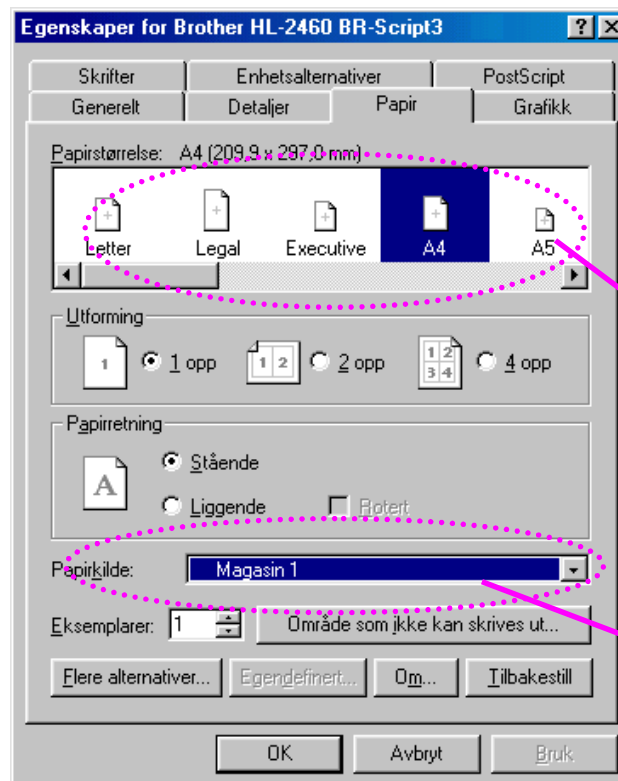 Egenskaper for Brother HL-2460 BR-Script3
Skrifter Enhetsalternativer PostScript
Generelt Detaljer Papir Grafikk
Papirstørrelse: A4 (209,9 x 297,0 mm)
Letter Legal Executive A4 A5
Utforming
1 1 opp 1 2 2 opp 1 2 3 4 4 opp
Papirretning
A Stående
Liggende Rotert
Papirkilde: Magasin 1
Eksemplarer: 1 Område som ikke kan skrives ut...
Flere alternativer... Egendefinert... Om... Tilbakestill
OK Avbryt Bruk